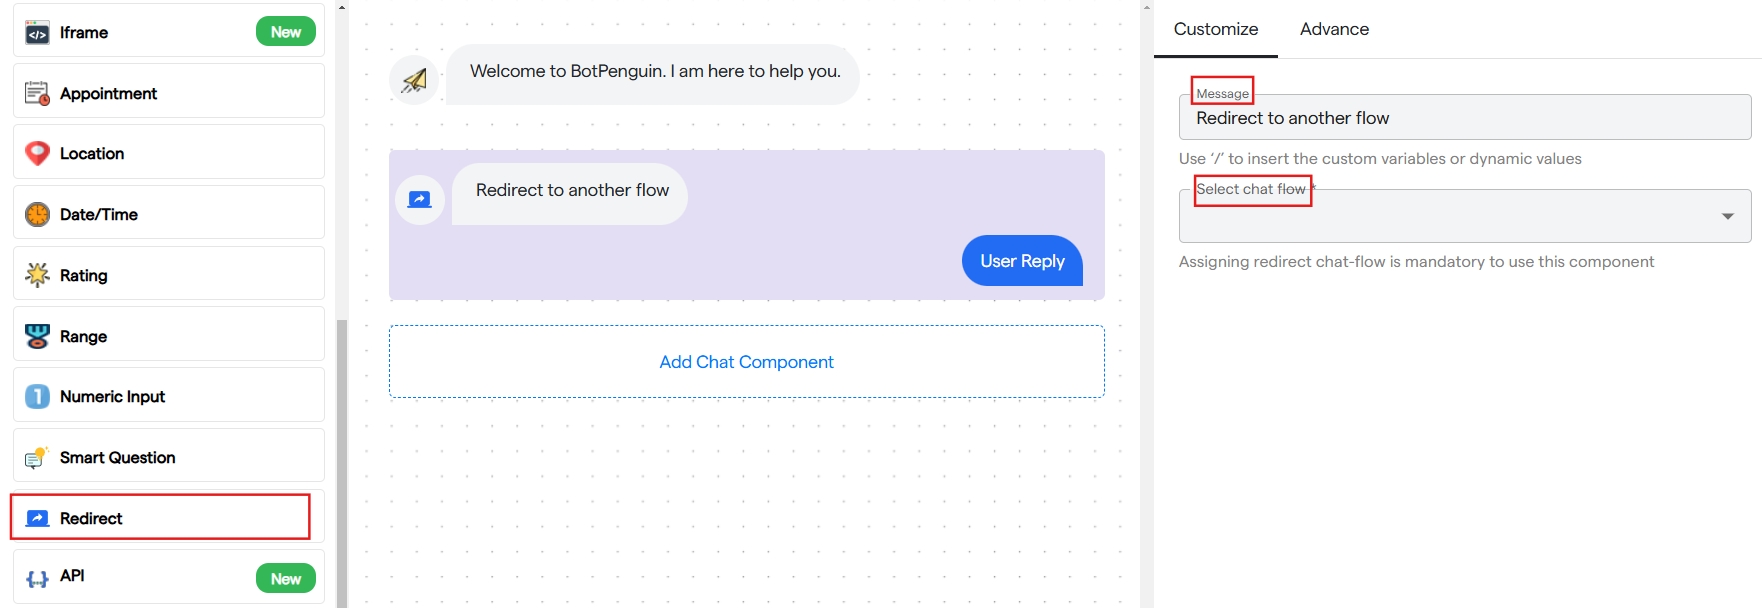 Iframe
New
Appointment
Location
Date/Time
Rating
Range
Numeric Input
Smart Question
Redirect
API
New
Welcome to BotPenguin. I am here to help you.
Redirect to another flow
User Reply
Add Chat Component
Customize
Advance
Message
Redirect to another flow
Use ‘/’ to insert the custom variables or dynamic values
Select chat flow *
Assigning redirect chat-flow is mandatory to use this component